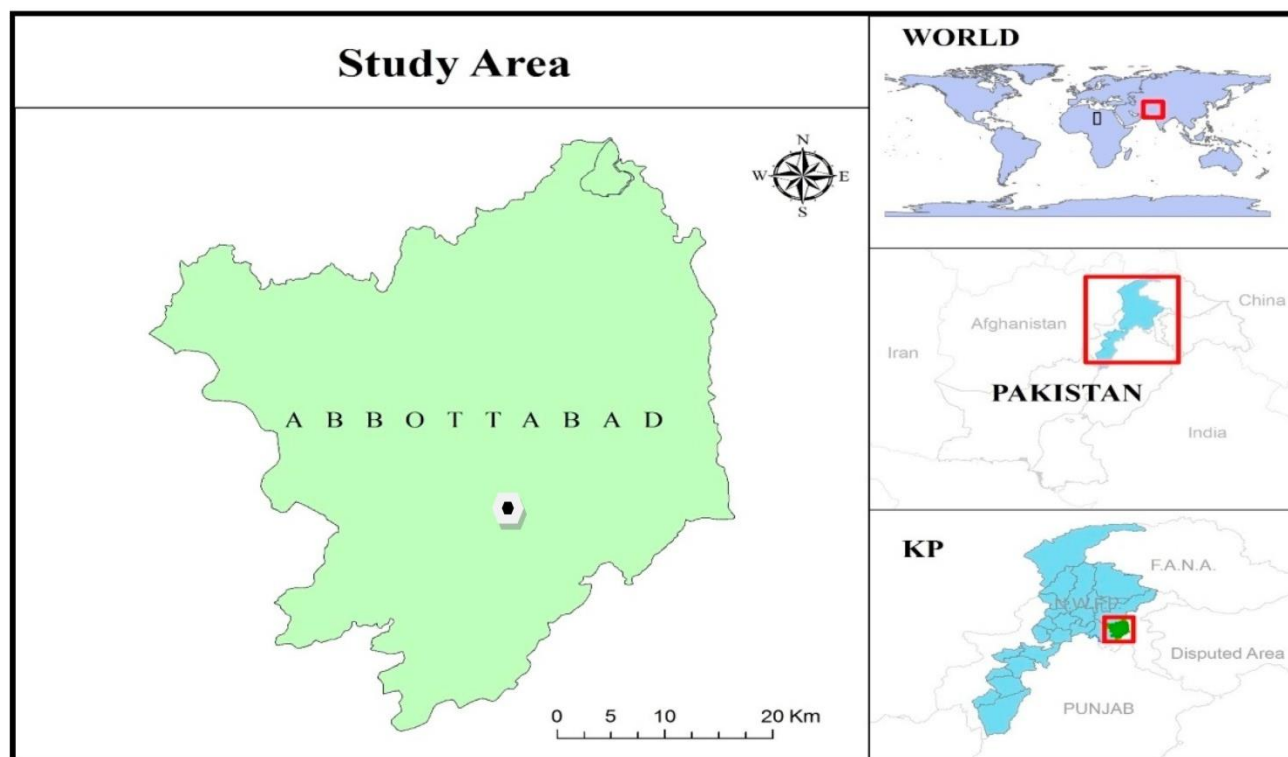 Study Area
N
W E
S
A B B O T T A B A D
0 5 10 20 Km
WORLD
Afghanistan
China
Iran
PAKISTAN
India
KP
F.A.N.A.
N.W.F.P.
Disputed Area
PUNJAB